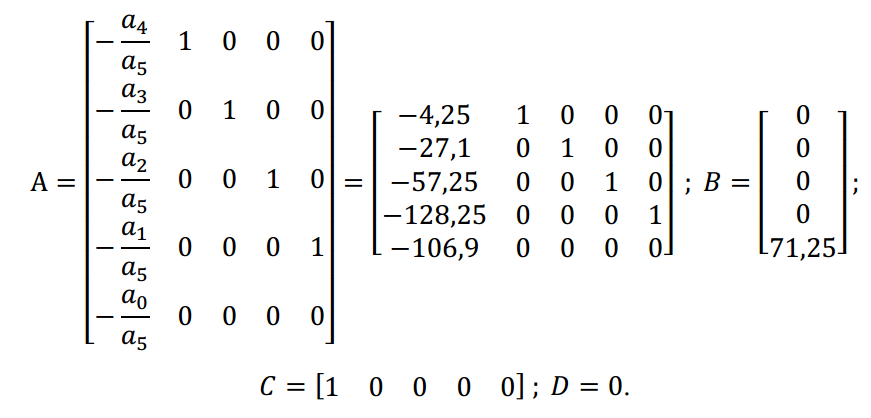 A = [ −a₄/a₅ 1 0 0 0 ; −a₃/a₅ 0 1 0 0 ; −a₂/a₅ 0 0 1 0 ; −a₁/a₅ 0 0 0 1 ; −a₀/a₅ 0 0 0 0 ] = [ −4,25 1 0 0 0 ; −27,1 0 1 0 0 ; −57,25 0 0 1 0 ; −128,25 0 0 0 1 ; −106,9 0 0 0 0 ] ; B = [ 0 ; 0 ; 0 ; 0 ; 71,25 ] ;
C = [1 0 0 0 0] ; D = 0.